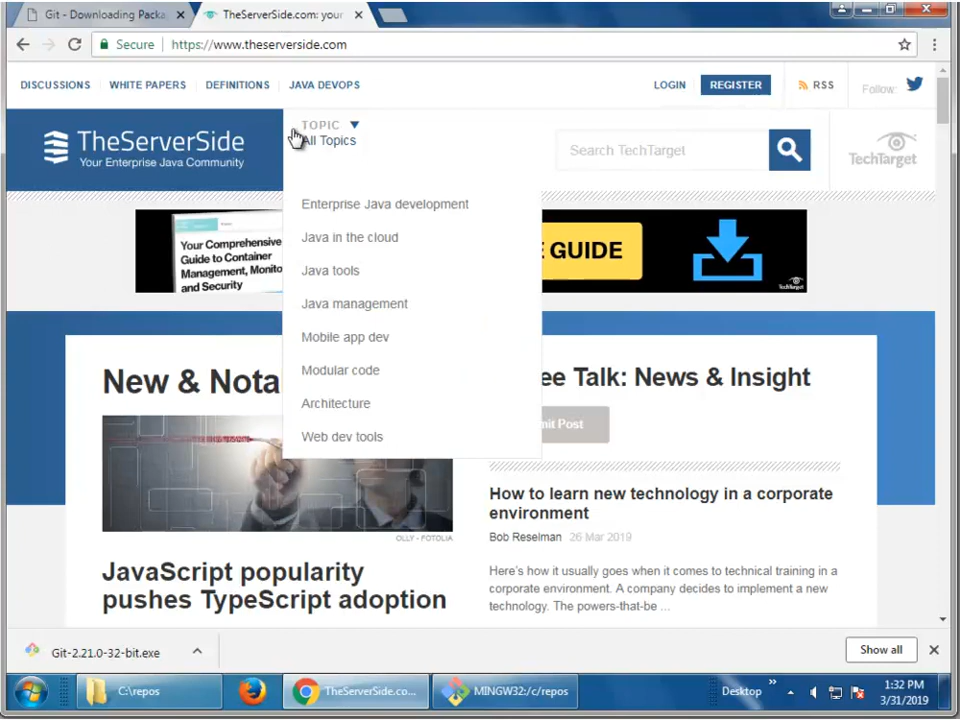 Git - Downloading Packa
TheServerSide.com: your
Secure https://www.theserverside.com
DISCUSSIONS WHITE PAPERS DEFINITIONS JAVA DEVOPS LOGIN REGISTER RSS Follow:
TheServerSide
Your Enterprise Java Community
TOPIC
All Topics
Search TechTarget
TechTarget
Enterprise Java development
Java in the cloud
Java tools
Java management
Mobile app dev
Modular code
Architecture
Web dev tools
Your Comprehensive
Guide to Container
Management, Monito
and Security
E GUIDE
TechTarget
New & Nota
OLLY - FOTOLIA
JavaScript popularity
pushes TypeScript adoption
ee Talk: News & Insight
mit Post
How to learn new technology in a corporate
environment
Bob Reselman 26 Mar 2019
Here's how it usually goes when it comes to technical training in a
corporate environment. A company decides to implement a new
technology. The powers-that-be ...
Git-2.21.0-32-bit.exe
Show all
C:\repos
TheServerSide.co...
MINGW32:/c/repos
Desktop
1:32 PM
3/31/2019